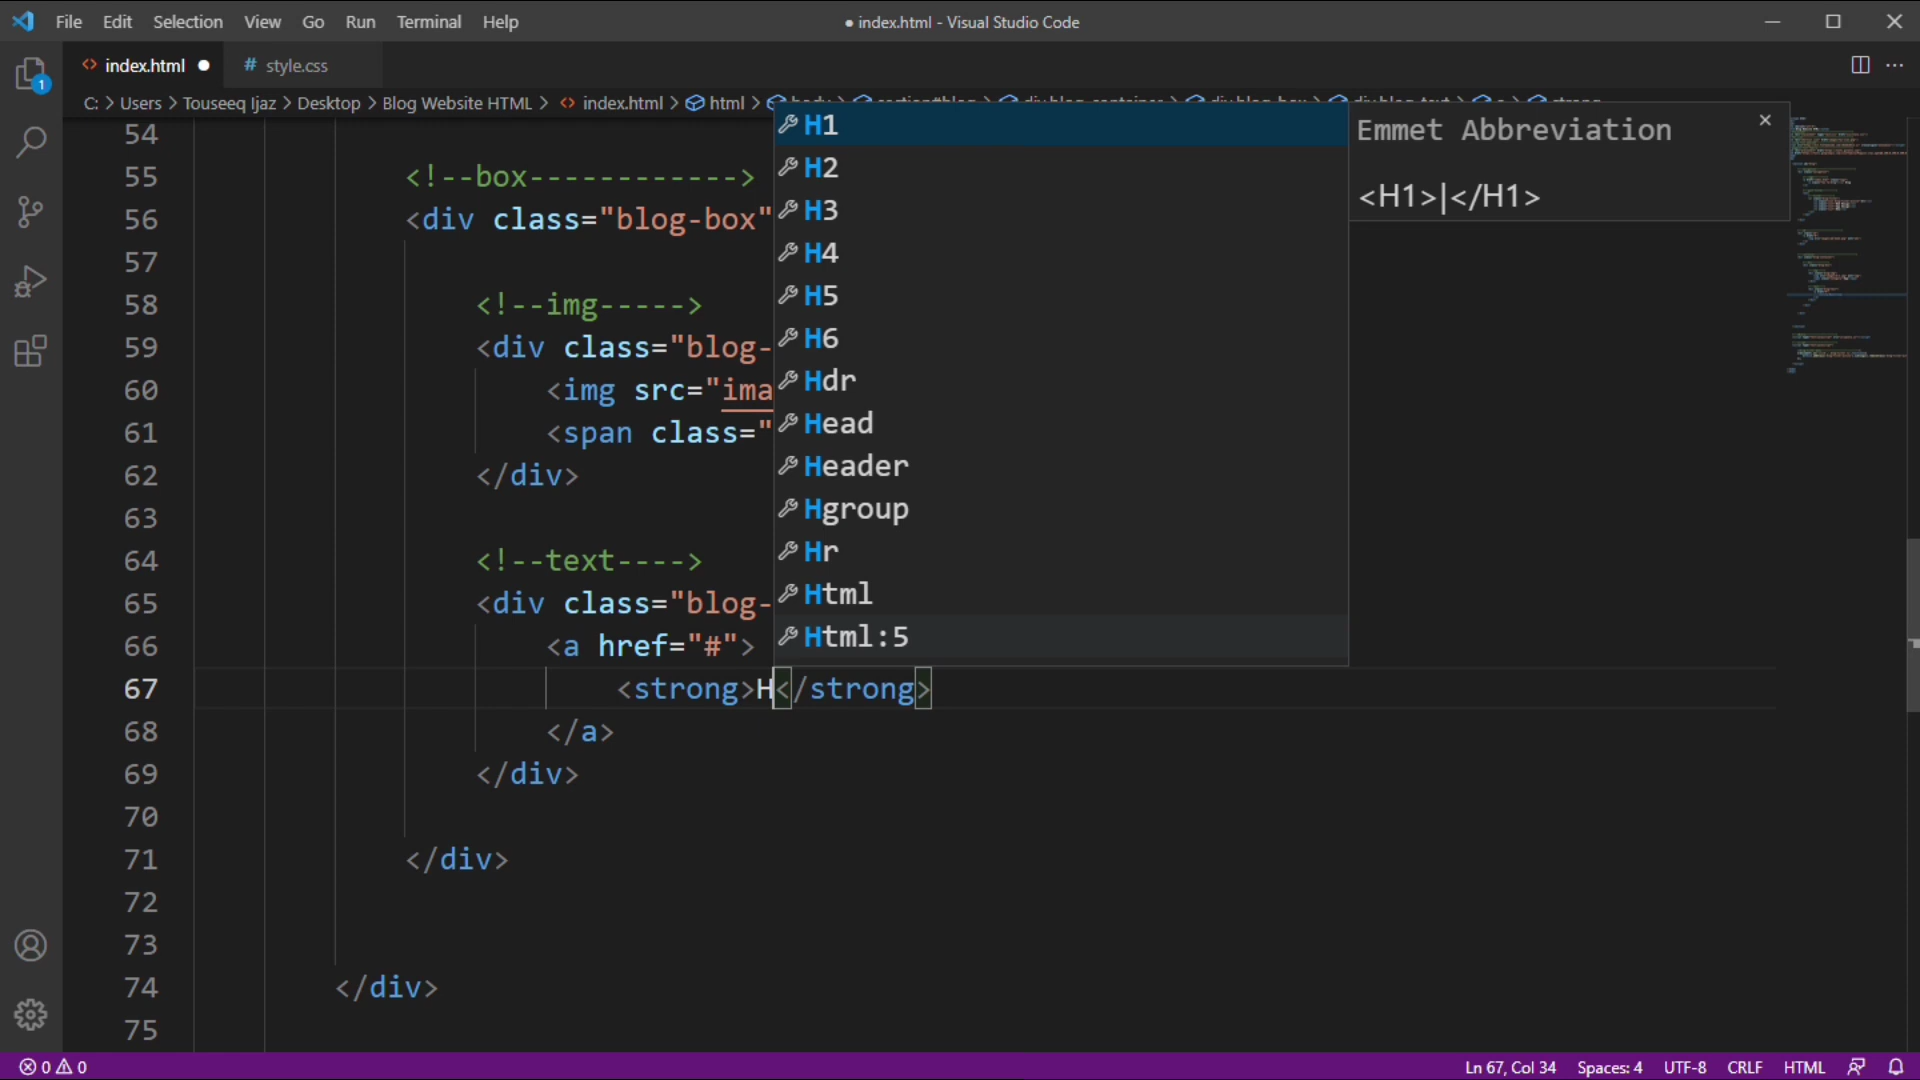 File Edit Selection View Go Run Terminal Help
● index.html - Visual Studio Code
1
<> index.html ●
# style.css
C: > Users > Touseeq Ijaz > Desktop > Blog Website HTML > <> index.html > html >
54
55 <!--box------------>
56 <div class="blog-box"
57
58 <!--img----->
59 <div class="blog-
60 <img src="ima
61 <span class="
62 </div>
63
64 <!--text---->
65 <div class="blog-
66 <a href="#">
67 <strong>H</strong>
68 </a>
69 </div>
70
71 </div>
72
73
74 </div>
75
H1
H2
H3
H4
H5
H6
Hdr
Head
Header
Hgroup
Hr
Html
Html:5
Emmet Abbreviation
<H1>|</H1>
0 0
Ln 67, Col 34 Spaces: 4 UTF-8 CRLF HTML